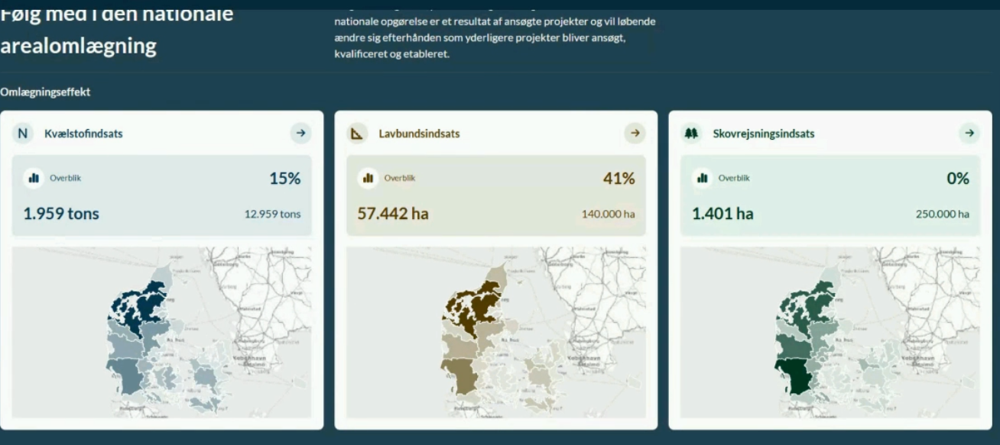 Følg med i den nationale
arealomlægning
nationale opgørelse er et resultat af ansøgte projekter og vil løbende
ændre sig efterhånden som yderligere projekter bliver ansøgt,
kvalificeret og etableret.
Omlægningseffekt
N Kvælstofindsats
Overblik 15%
1.959 tons 12.959 tons
Lavbundsindsats
Overblik 41%
57.442 ha 140.000 ha
Skovrejsningsindsats
Overblik 0%
1.401 ha 250.000 ha